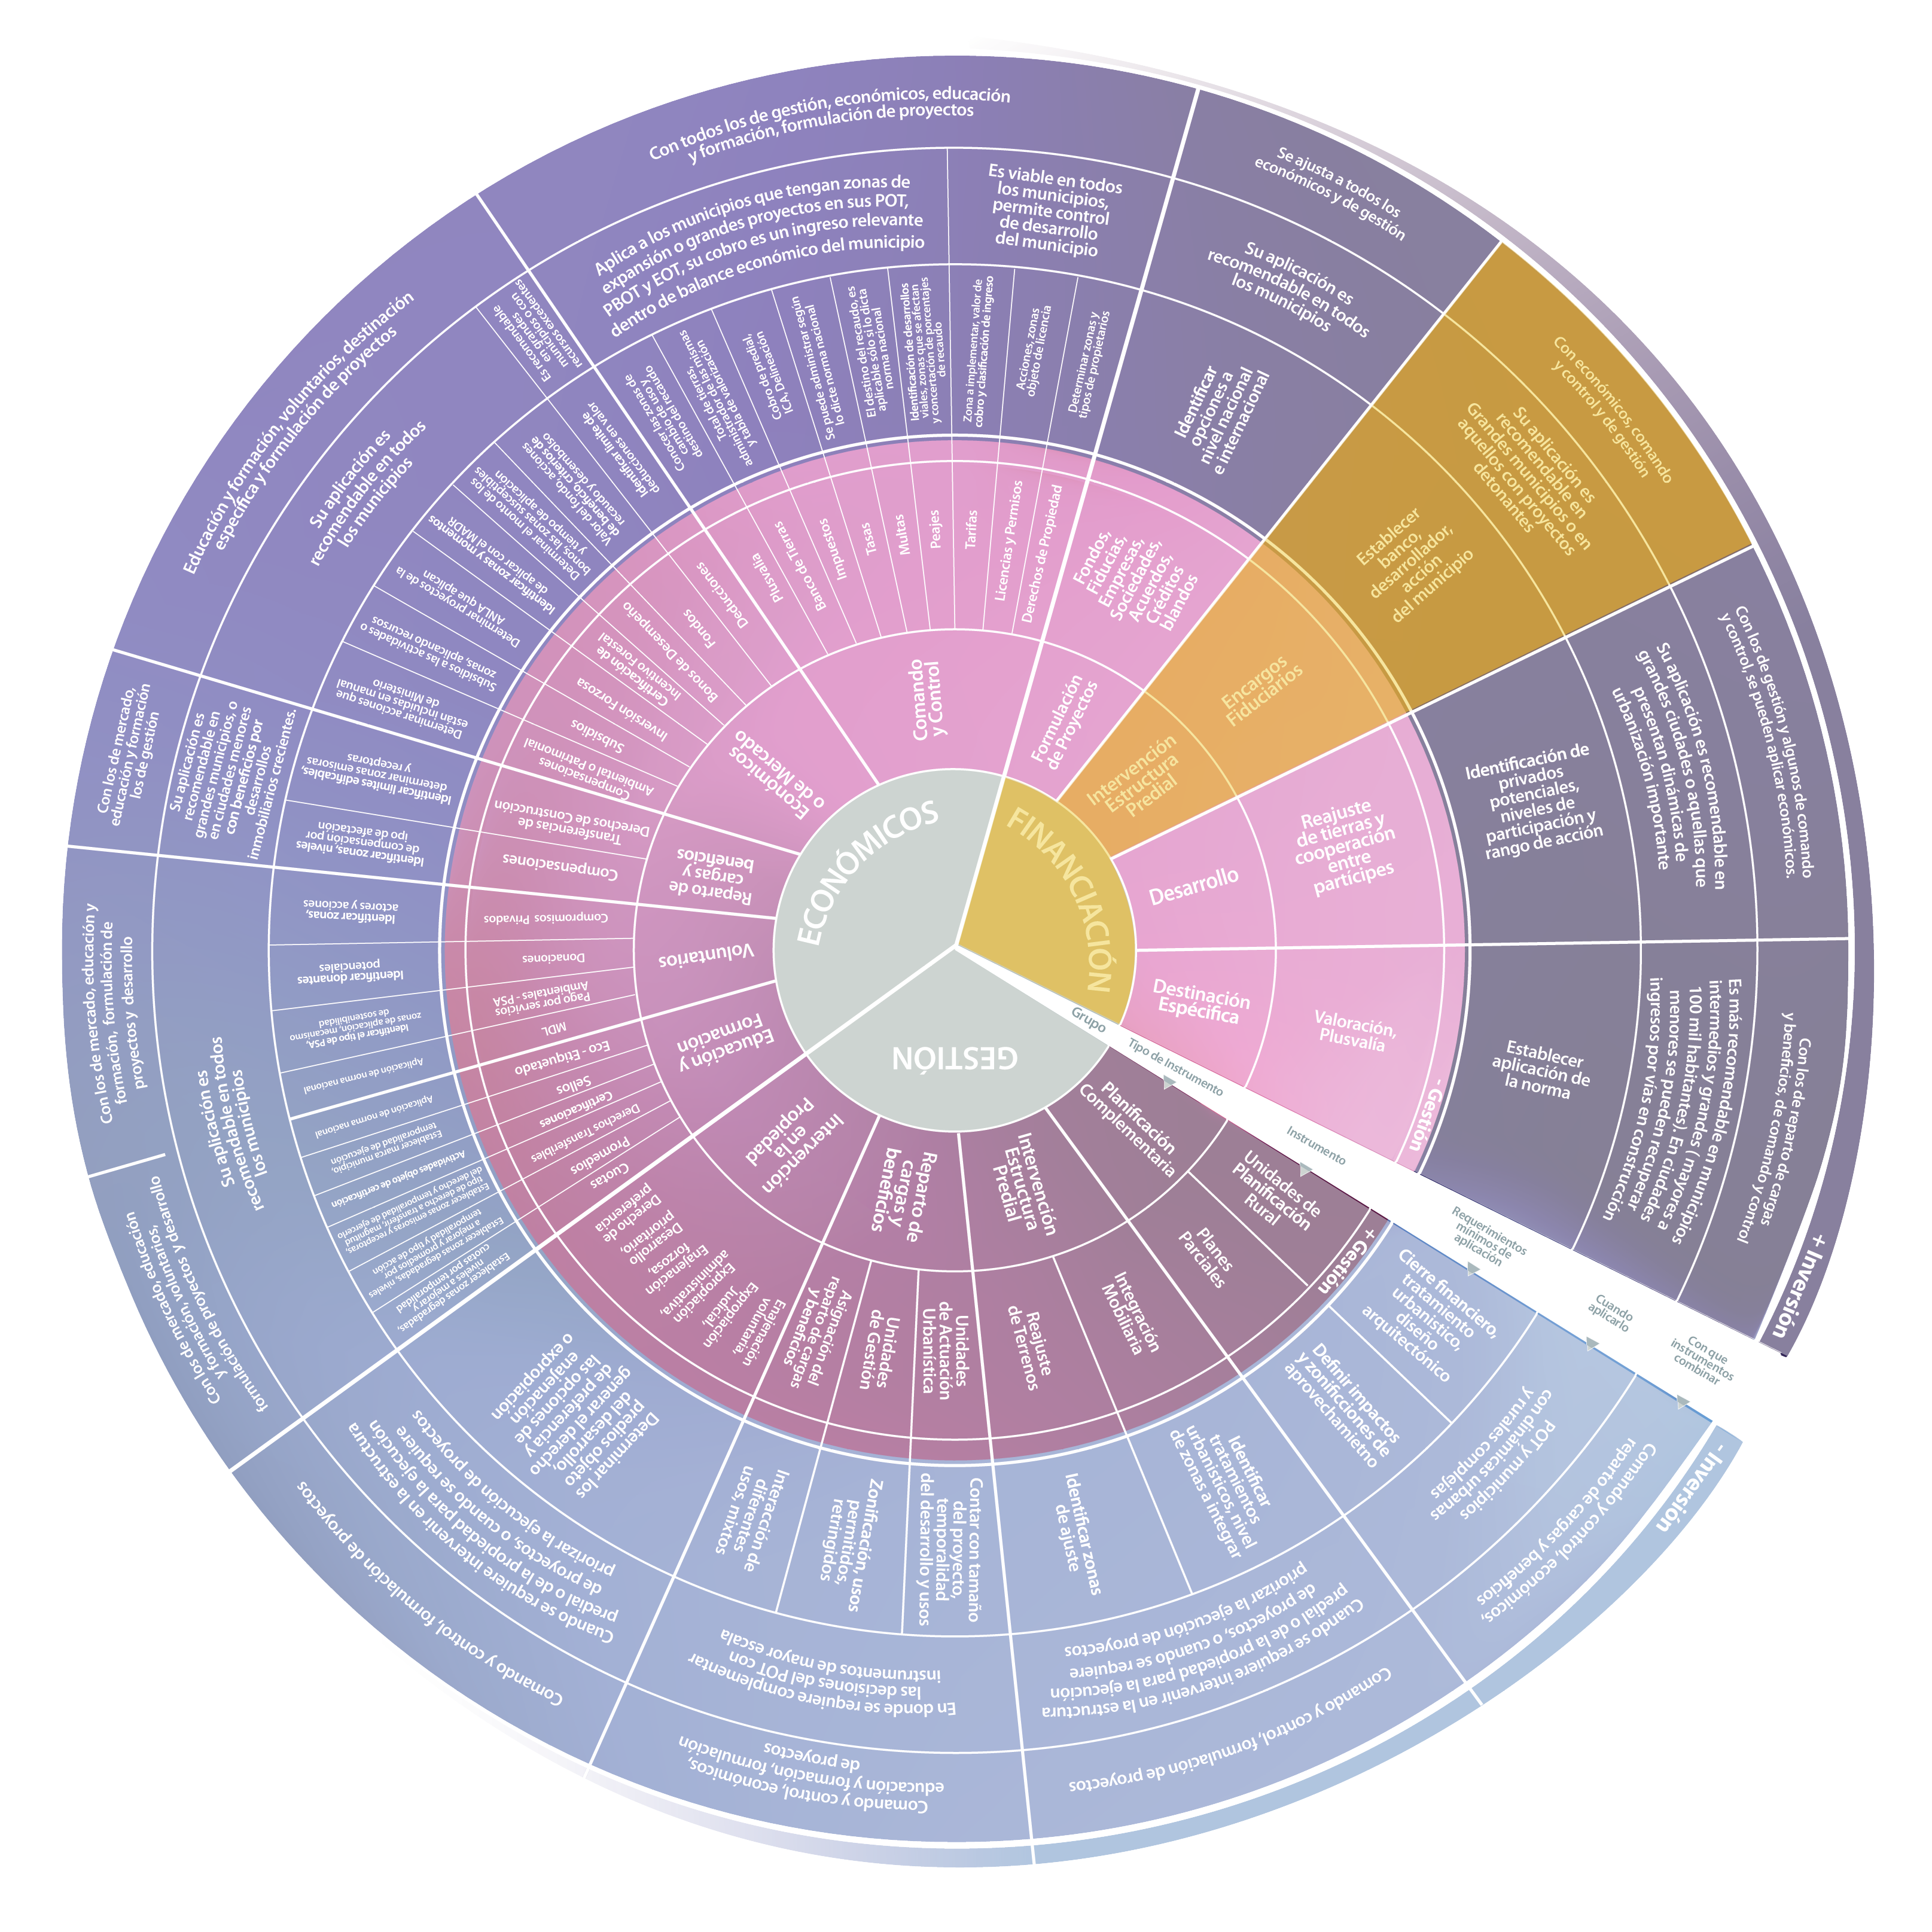 ECONÓMICOS
FINANCIACIÓN
GESTIÓN
Grupo
Tipo de Instrumento
Instrumento
Requerimientos
minimos de
aplicación
Cuando
aplicarlo
Con que
instrumentos
combinar
- Gestión
+ Gestión
+ Inversión
- Inversión
Formulación
de Proyectos
Fondos,
Fiducias,
Empresas,
Sociedades,
Acuerdos,
Creditos
blandos
Identificar
opciones a
nivel nacional
e internacional
Su aplicación es
recomendable en todos
los municipios
Se ajusta a todos los
económicos y de gestión
Intervención
Estructura
Predial
Encargos
Fiduciarios
Establecer
banco,
desarrollador,
acción
del municipio
Su aplicación es
recomendable en
Grandes municipios o en
aquellos con proyectos
detonantes
Con económicos, comando
y control y de gestión
Desarrollo
Reajuste
de tierras y
cooperación
entre
partícipes
Identificación de
privados
potenciales,
niveles de
participación y
rango de acción
Su aplicación es recomendable en
grandes ciudades o aquellas que
presentan dinámicas de
urbanización importante
Con los de gestión y algunos de comando
y control, se pueden aplicar económicos.
Destinación
Espécífica
Valoración,
Plusvalía
Establecer
aplicación de
la norma
Es más recomendable en municipios
intermedios y grandes ( mayores a
100 mil habitantes). En ciudades
menores se pueden recuperar
ingresos por vías en construcción
Con los de reparto de cargas
y beneficios, de comando y control
Planificación
Complementaria
Unidades de
Planificación
Rural
Planes
Parciales
Cierre financiero,
tratamiento
urbanistico,
diseño
arquitectónico
Definir impactos
y zonificciones de
aprovechamietno
POT y municipios
con dinámicas urbanas
y rurales complejas
Comando y control, económicos,
reparto de cargas y beneficios
Intervención
Estructura
Predial
Integración
Mobiliaria
Reajuste
de Terrenos
Identificar
tratamientos
urbanisticos, nivel
de zonas a integrar
Identificar zonas
de ajuste
Cuando se requiere intervenir en la estructura
predial o de la propiedad para la ejecución
de proyectos, o cuando se requiere
priorizar la ejecución de proyectos
Comando y control, formulación de proyectos
Reparto de
cargas y
beneficios
Unidades
de Actuación
Urbanística
Unidades
de Gestión
Asignación del
reparto de cargas
y beneficios
Contar con tamaño
del proyecto,
temporalidad
del desarrollo y usos
Zonificación, usos
permitidos,
retringidos
Interacción de
diferentes
usos, mixtos
En donde se requiere complementar
las decisiones del POT con
instrumentos de mayor escala
Comando y control, económicos,
educación y formación, formulación
de proyectos
Intervención
en la
Propiedad
Enajenación
voluntaria,
Expropiación
Judicial,
Expropiación
administrativa,
Enalenación
forzosa,
Desarrollo
prioritario,
Derecho de
preferencia
Determinar los
predios objeto
del desarrollo,
generar el derecho
de preferencia y
las opciones de
enajenación
o expropiación
Cuando se requiere intervenir en la estructura
predial o de la propiedad para la ejecución
de proyectos, o cuando se requiere
priorizar la ejecución de proyectos
Comando y control, formulación de proyectos
Educación y
Formación
Cuotas
Promedios
Derechos Transferibles
Certificaciones
Sellos
Eco - Etiquetado
Establecer zonas degradas,
niveles a mejorar y
cuotas por temporalidad
Establecer zonas degradadas, niveles
a mejorar y promedios por
temporalidad y tipo de acción
Establecer zonas emisoras y receptoras,
tipo de derecho a transferir, magnitud
del derecho y temporalidad de ejercerlo
Actividades objeto de certificación
Establecer marca municipio,
temporalidad de ejecución
Aplicación de norma nacional
Con los de mercado, educación
y formación, voluntarios,
formulación de proyectos y desarrollo
Su aplicación es
recomendable en todos
los municipios
Voluntarios
MDL
Pago por servicios
Ambientales - PSA
Donaciones
Compromisos Privados
Aplicación de norma nacional
Identificar el tipo de PSA,
zonas de aplicación, mecanismo
de sostenibilidad
Identificar donantes
potenciales
Identificar zonas,
actores y acciones
Con los de mercado, educación y
formación, formulación de
proyectos y desarrollo
Reparto de
cargas y
beneficios
Compensaciones
Transferencias de
Derechos de Construcción
Identificar zonas, niveles
de compensación por
tipo de afectación
Identificar límites edificables,
determinar zonas emisoras
y receptoras
Su aplicación es
recomendable en
grandes municipios, o
en ciudades menores
con beneficios por
desarrollos
inmobiliarios crecientes.
Con los de mercado,
educación y formación
los de gestión
Económicos
o de Mercado
Compensaciones
Ambiental o Patrimonial
Subsidios
Inversión Forzosa
Certificación de
Incentivo Forestal
Bonos de Desempeño
Fondos
Deducciones
Determinar acciones que
están incluidas en manual
de Ministerio
Subsidios a las actividades o
zonas, aplicando recursos
Determinar proyectos
ANLA que aplican
Identificar zonas y momentos
de aplicar con el MADR
Determinar el monto de los
bonos, las zonas susceptibles
y tiempo de aplicación
Valor del fondo, acciones
de beneficio, criterios de
recaudo y desembolso
Identificar límite de
deducciones en valor
Su aplicación es
recomendable en todos
los municipios
Es recomendable
en grandes
municipios o con
recursos excedentes
Educación y formación, voluntarios, destinación
específica y formulación de proyectos
Comando
y Control
Plusvalía
Banco de Tierras
Impuestos
Tasas
Multas
Peajes
Tarifas
Licencias y Permisos
Derechos de Propiedad
Conocer las zonas de
cambio de usos y
destino del recaudo
Total de tierras,
administrador de las mismas
y tabla de valorización
Cobro de predial,
ICA, Delineación
Se puede administrar según
lo dicte norma nacional
El destino del recaudo, es
aplicable sólo si lo dicta
norma nacional
Identificación de desarrollos
viales, zonas que se afectan
y concertación de porcentajes
de recaudo
Zona a implementar, valor de
cobro y clasificación de ingreso
Acciones, zonas
objeto de licencia
Determinar zonas y
tipos de propietarios
Aplica a los municipios que tengan zonas de
expansión o grandes proyectos en sus POT,
PBOT y EOT, su cobro es un ingreso relevante
dentro de balance económico del municipio
Es viable en todos
los municipios,
permite control
de desarrollo
del municipio
Con todos los de gestión, económicos, educación
y formación, formulación de proyectos